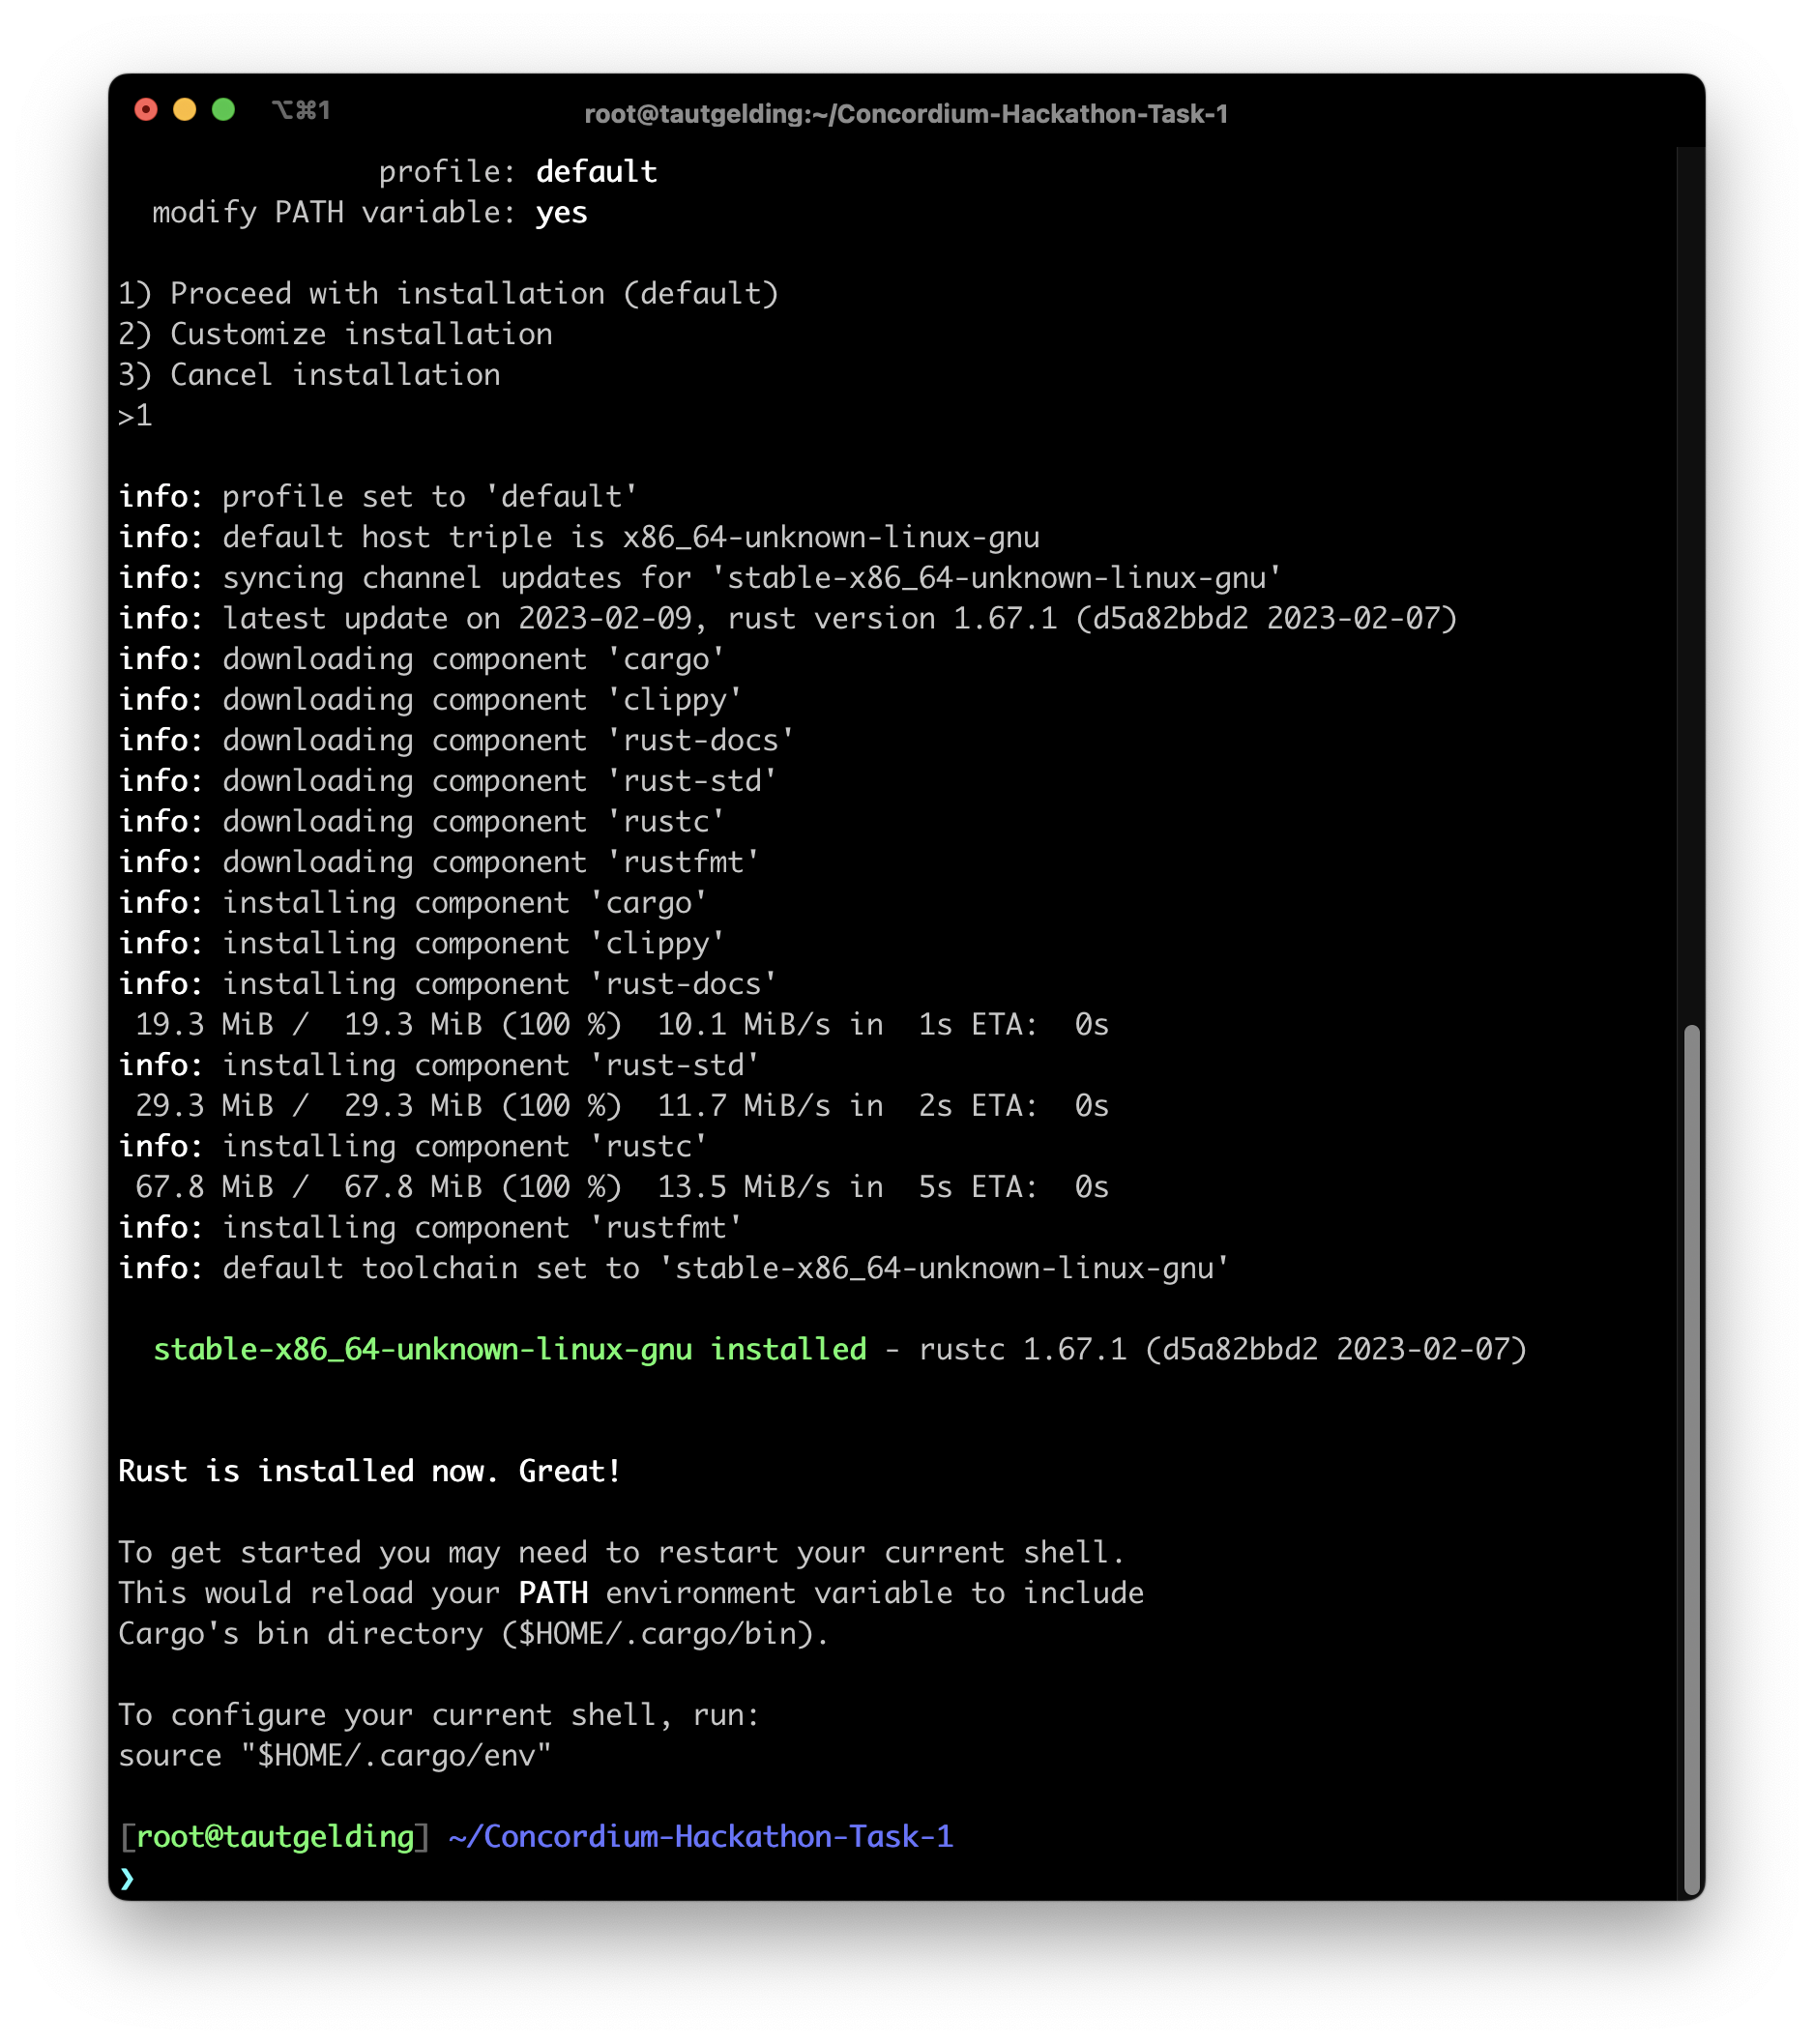 ⌥⌘1
root@tautgelding:~/Concordium-Hackathon-Task-1
profile: default
modify PATH variable: yes
1) Proceed with installation (default)
2) Customize installation
3) Cancel installation
>1
info: profile set to 'default'
info: default host triple is x86_64-unknown-linux-gnu
info: syncing channel updates for 'stable-x86_64-unknown-linux-gnu'
info: latest update on 2023-02-09, rust version 1.67.1 (d5a82bbd2 2023-02-07)
info: downloading component 'cargo'
info: downloading component 'clippy'
info: downloading component 'rust-docs'
info: downloading component 'rust-std'
info: downloading component 'rustc'
info: downloading component 'rustfmt'
info: installing component 'cargo'
info: installing component 'clippy'
info: installing component 'rust-docs'
 19.3 MiB /  19.3 MiB (100 %)  10.1 MiB/s in  1s ETA:  0s
info: installing component 'rust-std'
 29.3 MiB /  29.3 MiB (100 %)  11.7 MiB/s in  2s ETA:  0s
info: installing component 'rustc'
 67.8 MiB /  67.8 MiB (100 %)  13.5 MiB/s in  5s ETA:  0s
info: installing component 'rustfmt'
info: default toolchain set to 'stable-x86_64-unknown-linux-gnu'
stable-x86_64-unknown-linux-gnu installed - rustc 1.67.1 (d5a82bbd2 2023-02-07)
Rust is installed now. Great!
To get started you may need to restart your current shell.
This would reload your PATH environment variable to include
Cargo's bin directory ($HOME/.cargo/bin).
To configure your current shell, run:
source "$HOME/.cargo/env"
[root@tautgelding] ~/Concordium-Hackathon-Task-1
❯